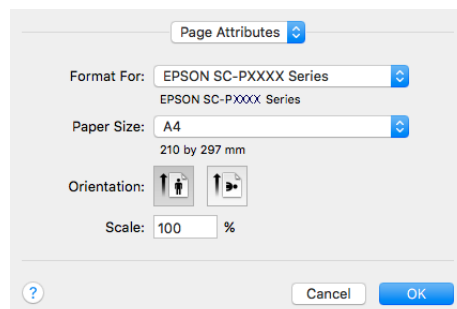 Page Attributes
Format For: EPSON SC-PXXXX Series
EPSON SC-PXXXX Series
Paper Size: A4
210 by 297 mm
Orientation:
Scale: 100 %
? Cancel OK